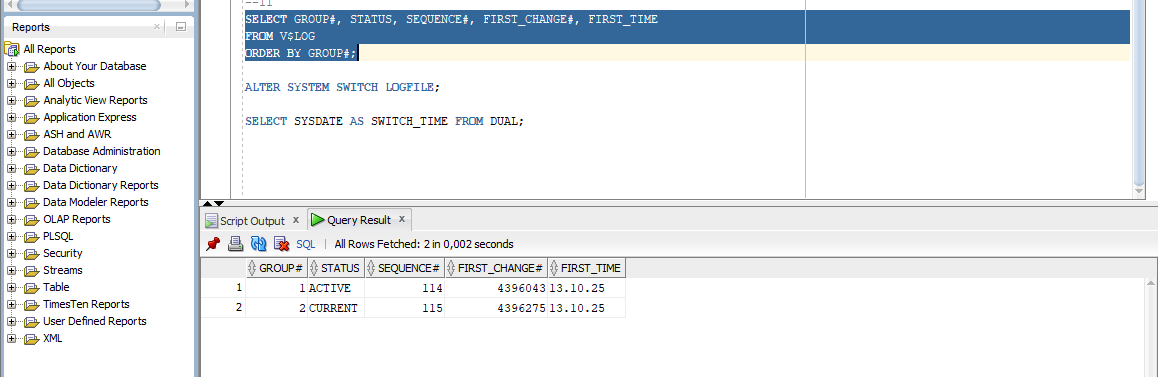 Reports
All Reports
About Your Database
All Objects
Analytic View Reports
Application Express
ASH and AWR
Database Administration
Data Dictionary
Data Dictionary Reports
Data Modeler Reports
OLAP Reports
PLSQL
Security
Streams
Table
TimesTen Reports
User Defined Reports
XML
--11
SELECT GROUP#, STATUS, SEQUENCE#, FIRST_CHANGE#, FIRST_TIME
FROM V$LOG
ORDER BY GROUP#;
ALTER SYSTEM SWITCH LOGFILE;
SELECT SYSDATE AS SWITCH_TIME FROM DUAL;
Script Output x Query Result x
SQL | All Rows Fetched: 2 in 0,002 seconds
GROUP# STATUS SEQUENCE# FIRST_CHANGE# FIRST_TIME
1 1 ACTIVE 114 4396043 13.10.25
2 2 CURRENT 115 4396275 13.10.25